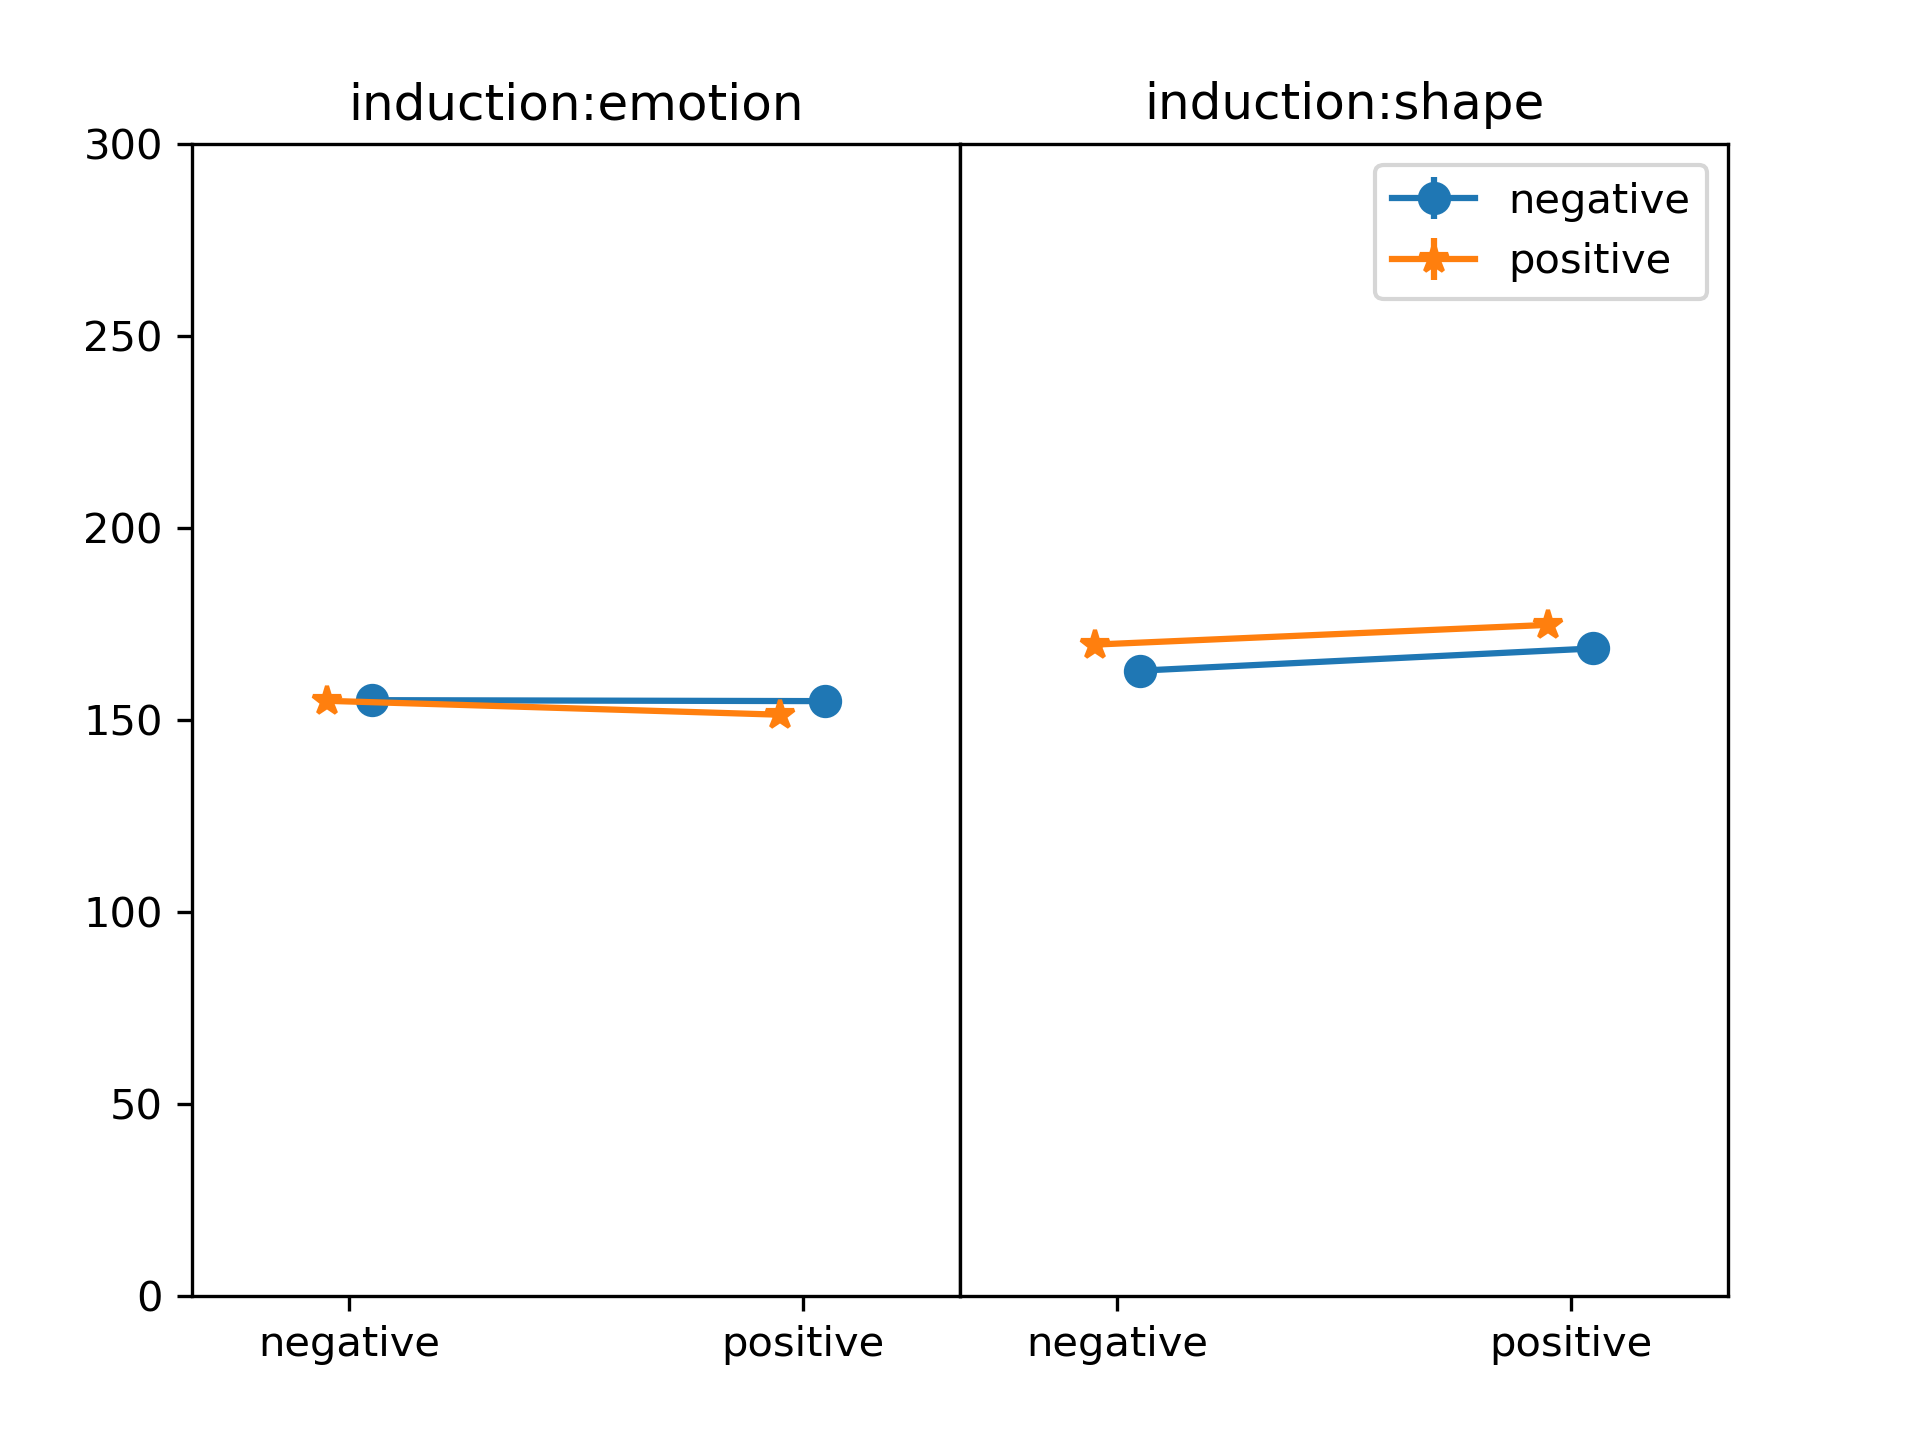 induction:emotion
induction:shape
300
250
200
150
100
50
0
negative
positive
negative
positive
negative
positive